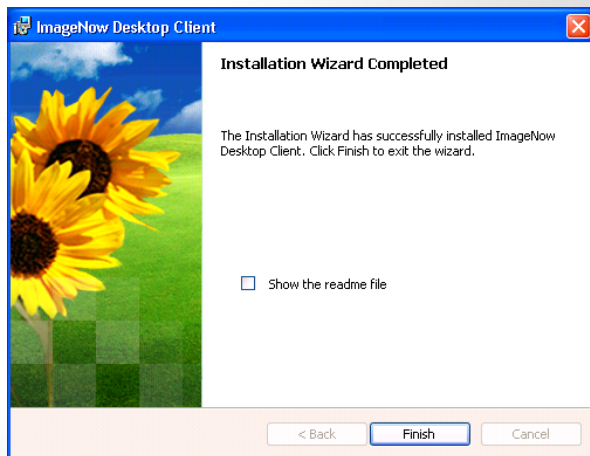 ImageNow Desktop Client
Installation Wizard Completed
The Installation Wizard has successfully installed ImageNow
Desktop Client. Click Finish to exit the wizard.
Show the readme file
< Back Finish Cancel